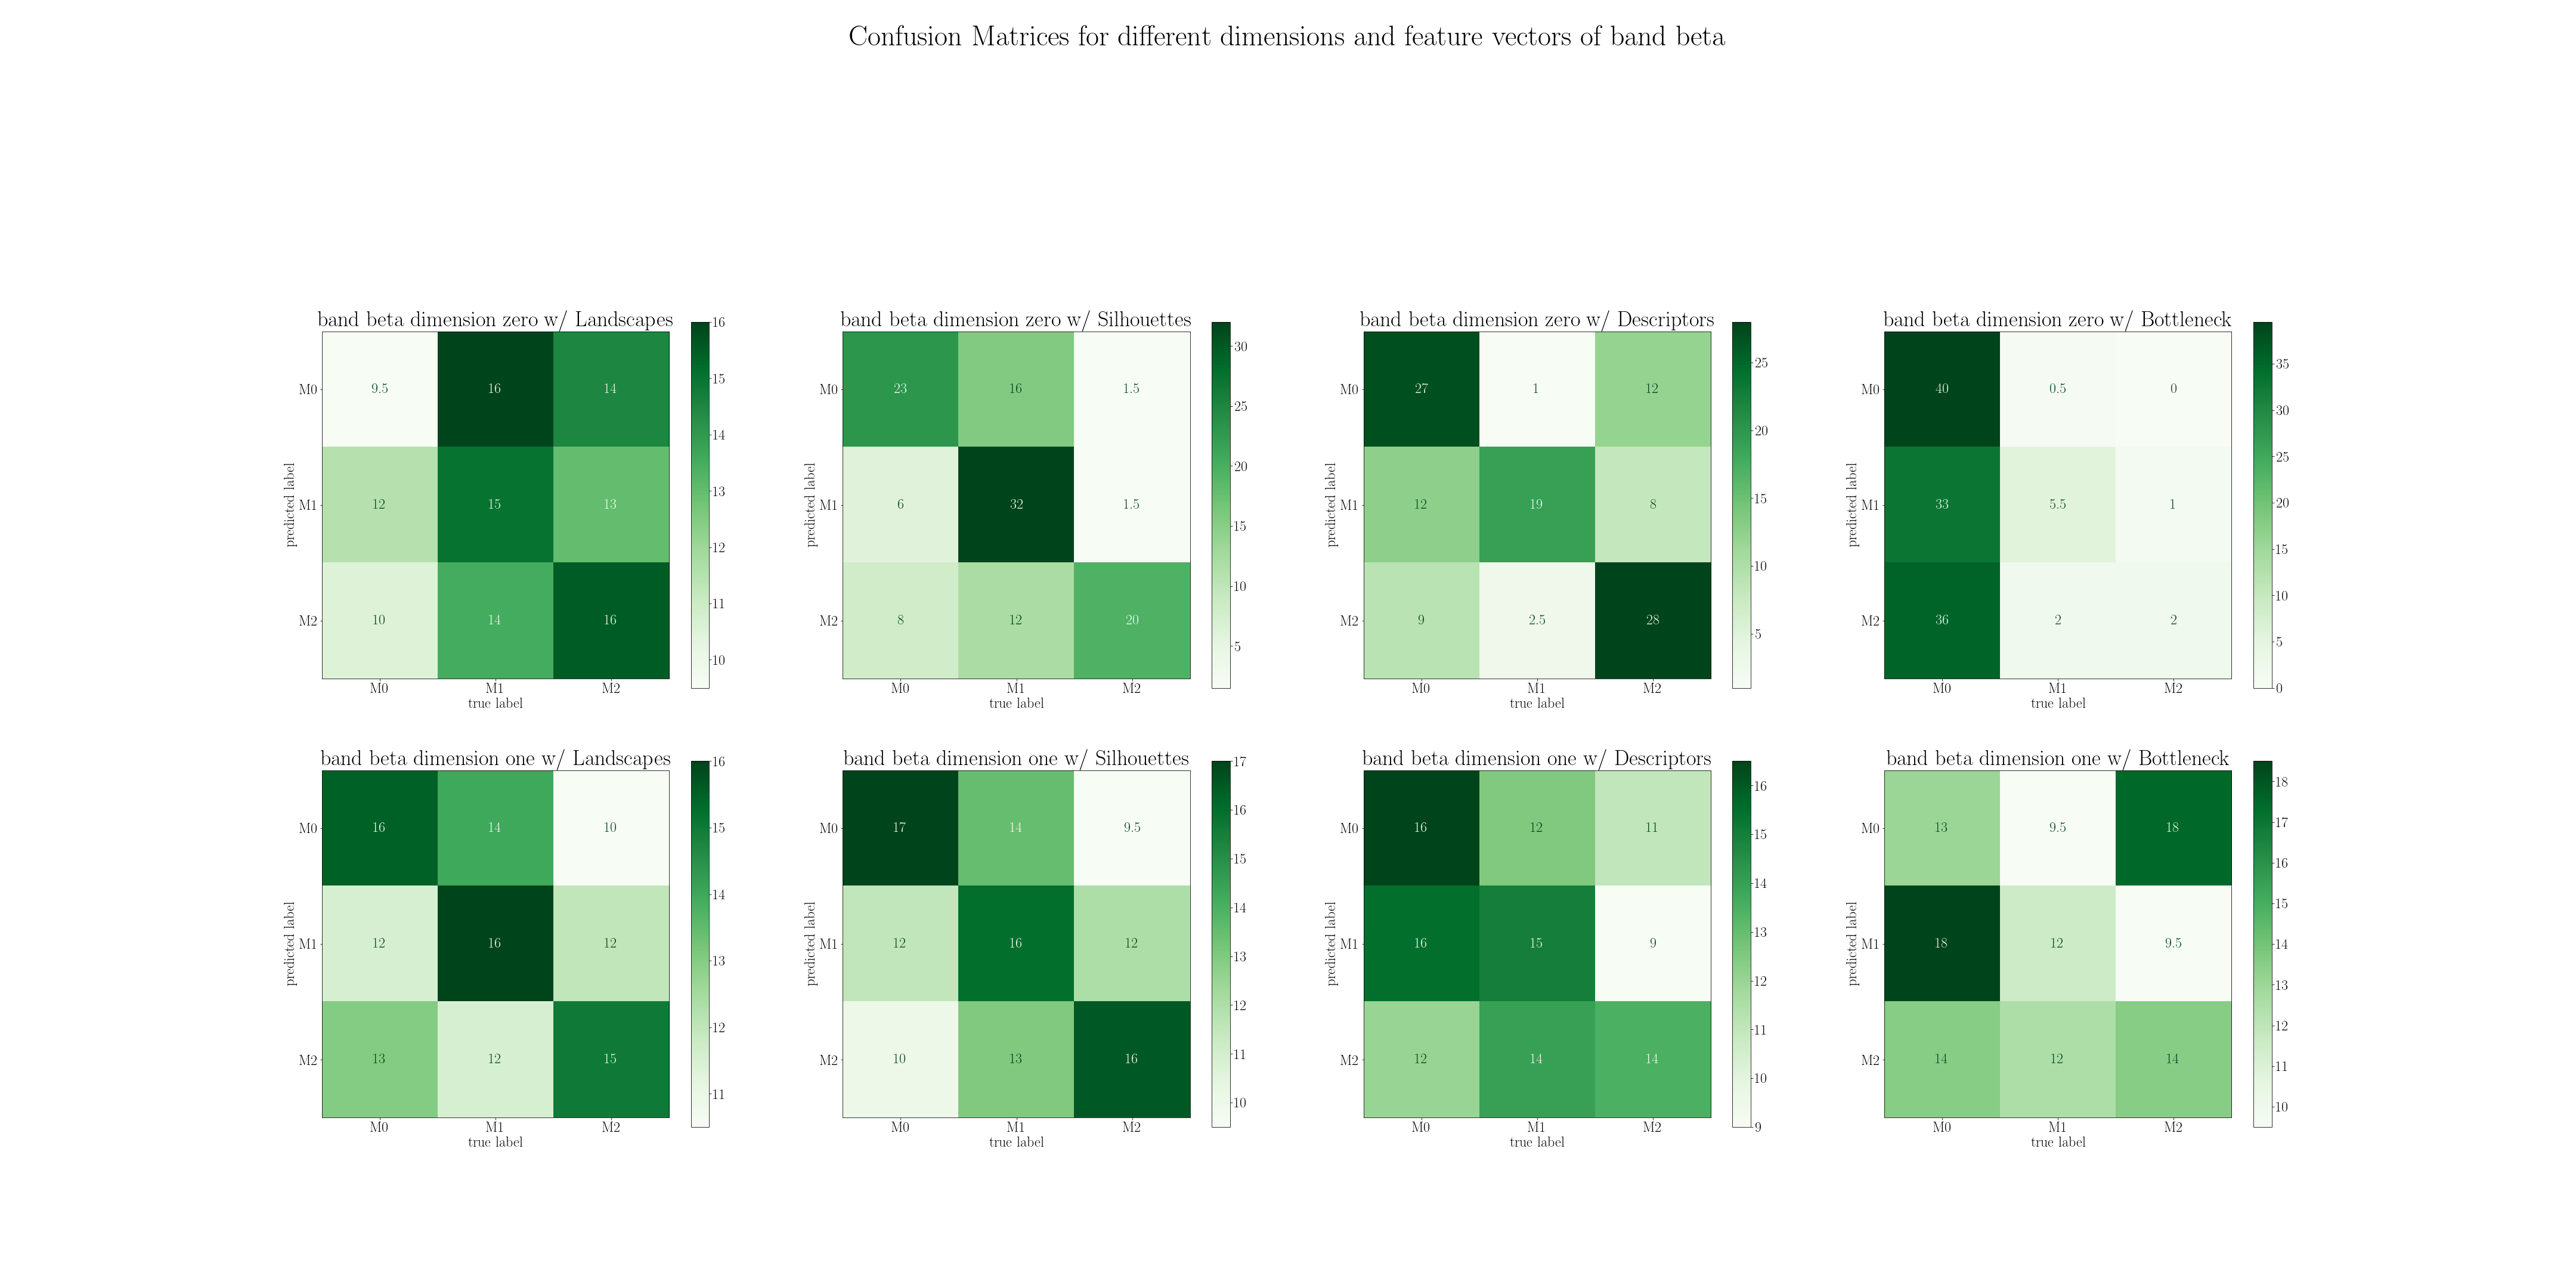 Confusion Matrices for different dimensions and feature vectors of band beta
band beta dimension zero w/ Landscapes
predicted label
M0 9.5 16 14
M1 12 15 13
M2 10 14 16
M0 M1 M2
true label
16
15
14
13
12
11
10
band beta dimension zero w/ Silhouettes
predicted label
M0 23 16 1.5
M1 6 32 1.5
M2 8 12 20
M0 M1 M2
true label
30
25
20
15
10
5
band beta dimension zero w/ Descriptors
predicted label
M0 27 1 12
M1 12 19 8
M2 9 2.5 28
M0 M1 M2
true label
25
20
15
10
5
band beta dimension zero w/ Bottleneck
predicted label
M0 40 0.5 0
M1 33 5.5 1
M2 36 2 2
M0 M1 M2
true label
35
30
25
20
15
10
5
0
band beta dimension one w/ Landscapes
predicted label
M0 16 14 10
M1 12 16 12
M2 13 12 15
M0 M1 M2
true label
16
15
14
13
12
11
band beta dimension one w/ Silhouettes
predicted label
M0 17 14 9.5
M1 12 16 12
M2 10 13 16
M0 M1 M2
true label
17
16
15
14
13
12
11
10
band beta dimension one w/ Descriptors
predicted label
M0 16 12 11
M1 16 15 9
M2 12 14 14
M0 M1 M2
true label
16
15
14
13
12
11
10
9
band beta dimension one w/ Bottleneck
predicted label
M0 13 9.5 18
M1 18 12 9.5
M2 14 12 14
M0 M1 M2
true label
18
17
16
15
14
13
12
11
10